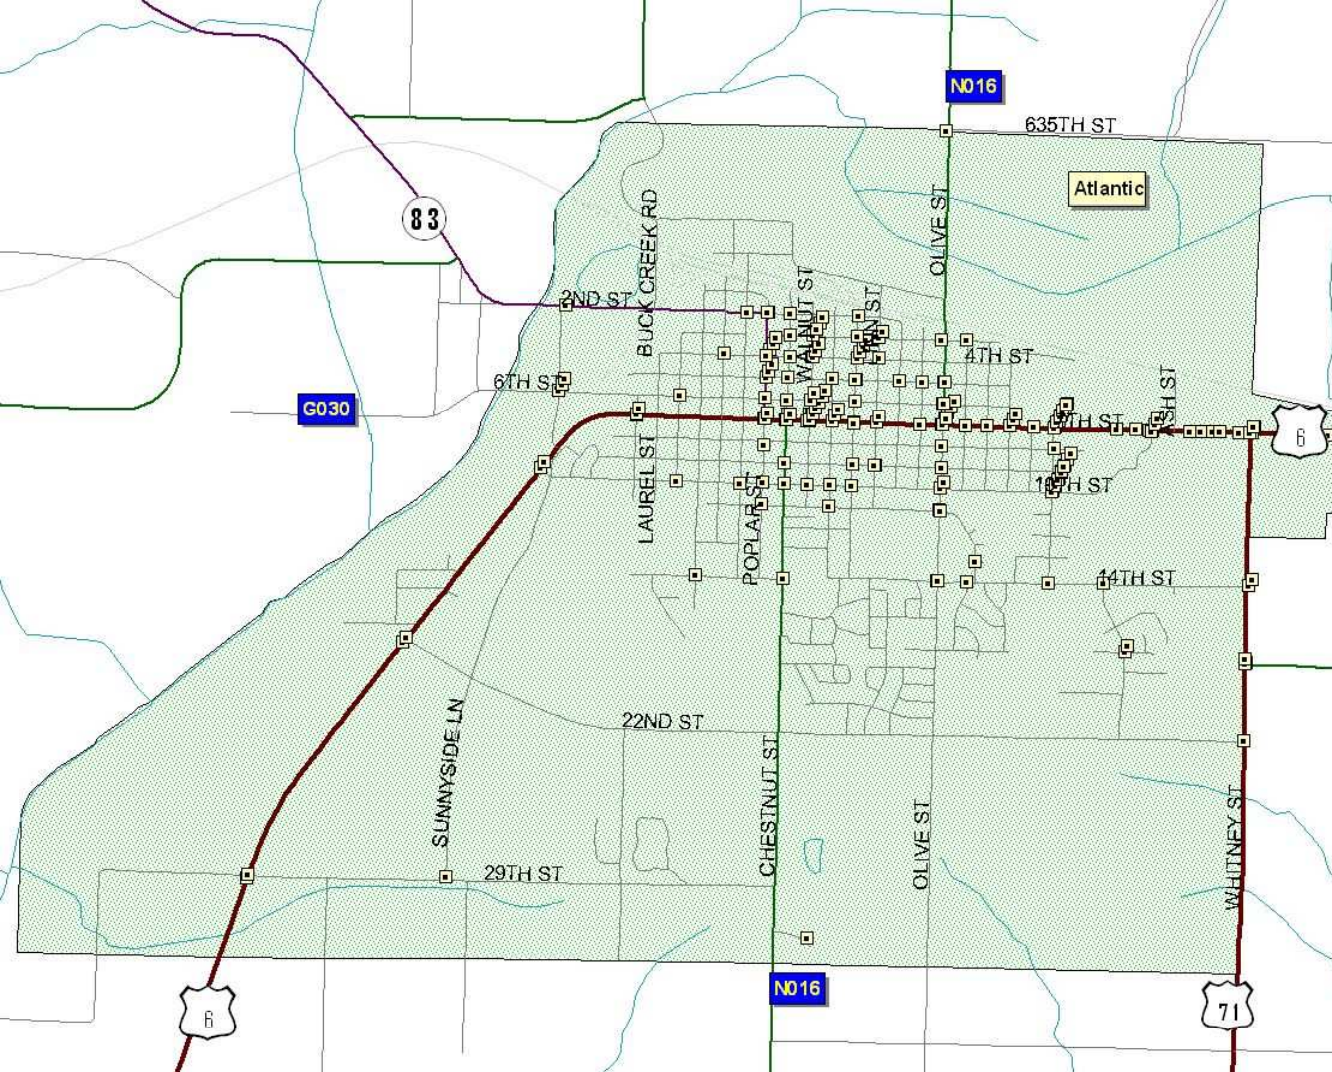 N016
635TH ST
Atlantic
83
OLIVE ST
BUCK CREEK RD
2ND ST
WALNUT ST
4TH ST
6TH ST
ASH ST
G030
6
LAUREL ST
POPLAR ST
14TH ST
22ND ST
SUNNYSIDE LN
CHESTNUT ST
OLIVE ST
WHITNEY ST
29TH ST
N016
6
71